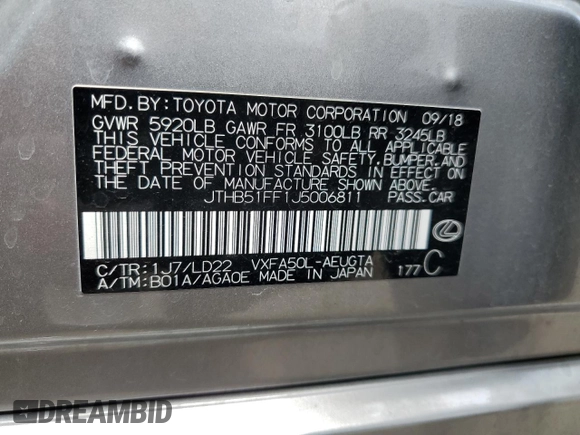 MFD. BY: TOYOTA MOTOR CORPORATION 09/18
GVWR 5920LB GAWR FR 3100LB RR 3245LB
THIS VEHICLE CONFORMS TO ALL APPLICABLE
FEDERAL MOTOR VEHICLE SAFETY, BUMPER, AND
THEFT PREVENTION STANDARDS IN EFFECT ON
THE DATE OF MANUFACTURE SHOWN ABOVE.
JTHB51FF1J5006811 PASS. CAR
C/TR: 1J7/LD22 VXFA50L-AEUGTA
A/TM: B01A/AGA0E MADE IN JAPAN 177 C
DREAMBID